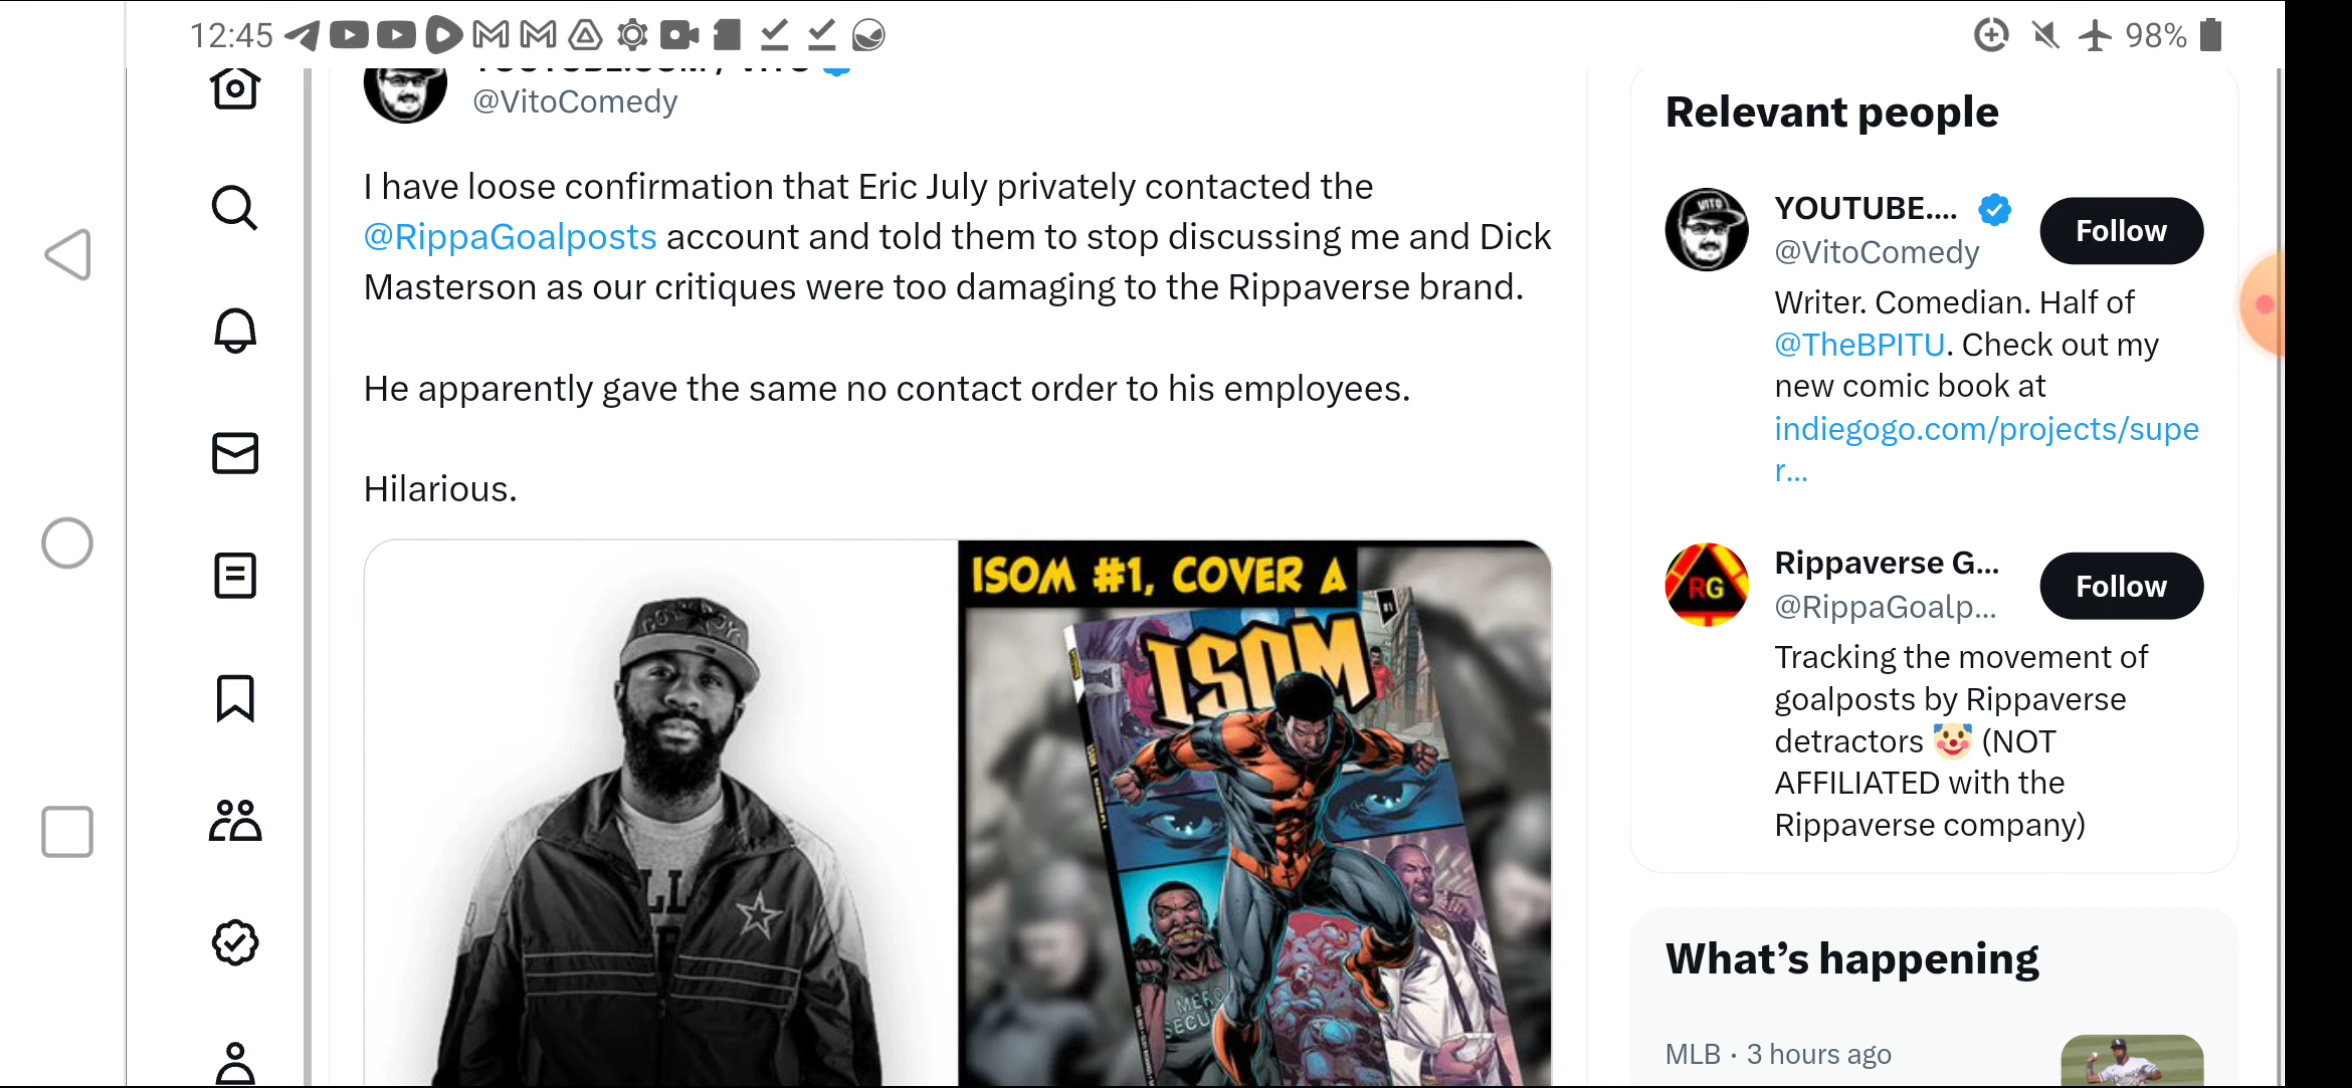 12:45
98%
@VitoComedy
I have loose confirmation that Eric July privately contacted the
@RippaGoalposts account and told them to stop discussing me and Dick
Masterson as our critiques were too damaging to the Rippaverse brand.
He apparently gave the same no contact order to his employees.
Hilarious.
ISOM #1, COVER A
ISOM
Relevant people
YOUTUBE....
@VitoComedy
Follow
Writer. Comedian. Half of
@TheBPITU. Check out my
new comic book at
indiegogo.com/projects/supe
r...
Rippaverse G...
@RippaGoalp...
Follow
RG
Tracking the movement of
goalposts by Rippaverse
detractors 🤡 (NOT
AFFILIATED with the
Rippaverse company)
What's happening
MLB · 3 hours ago